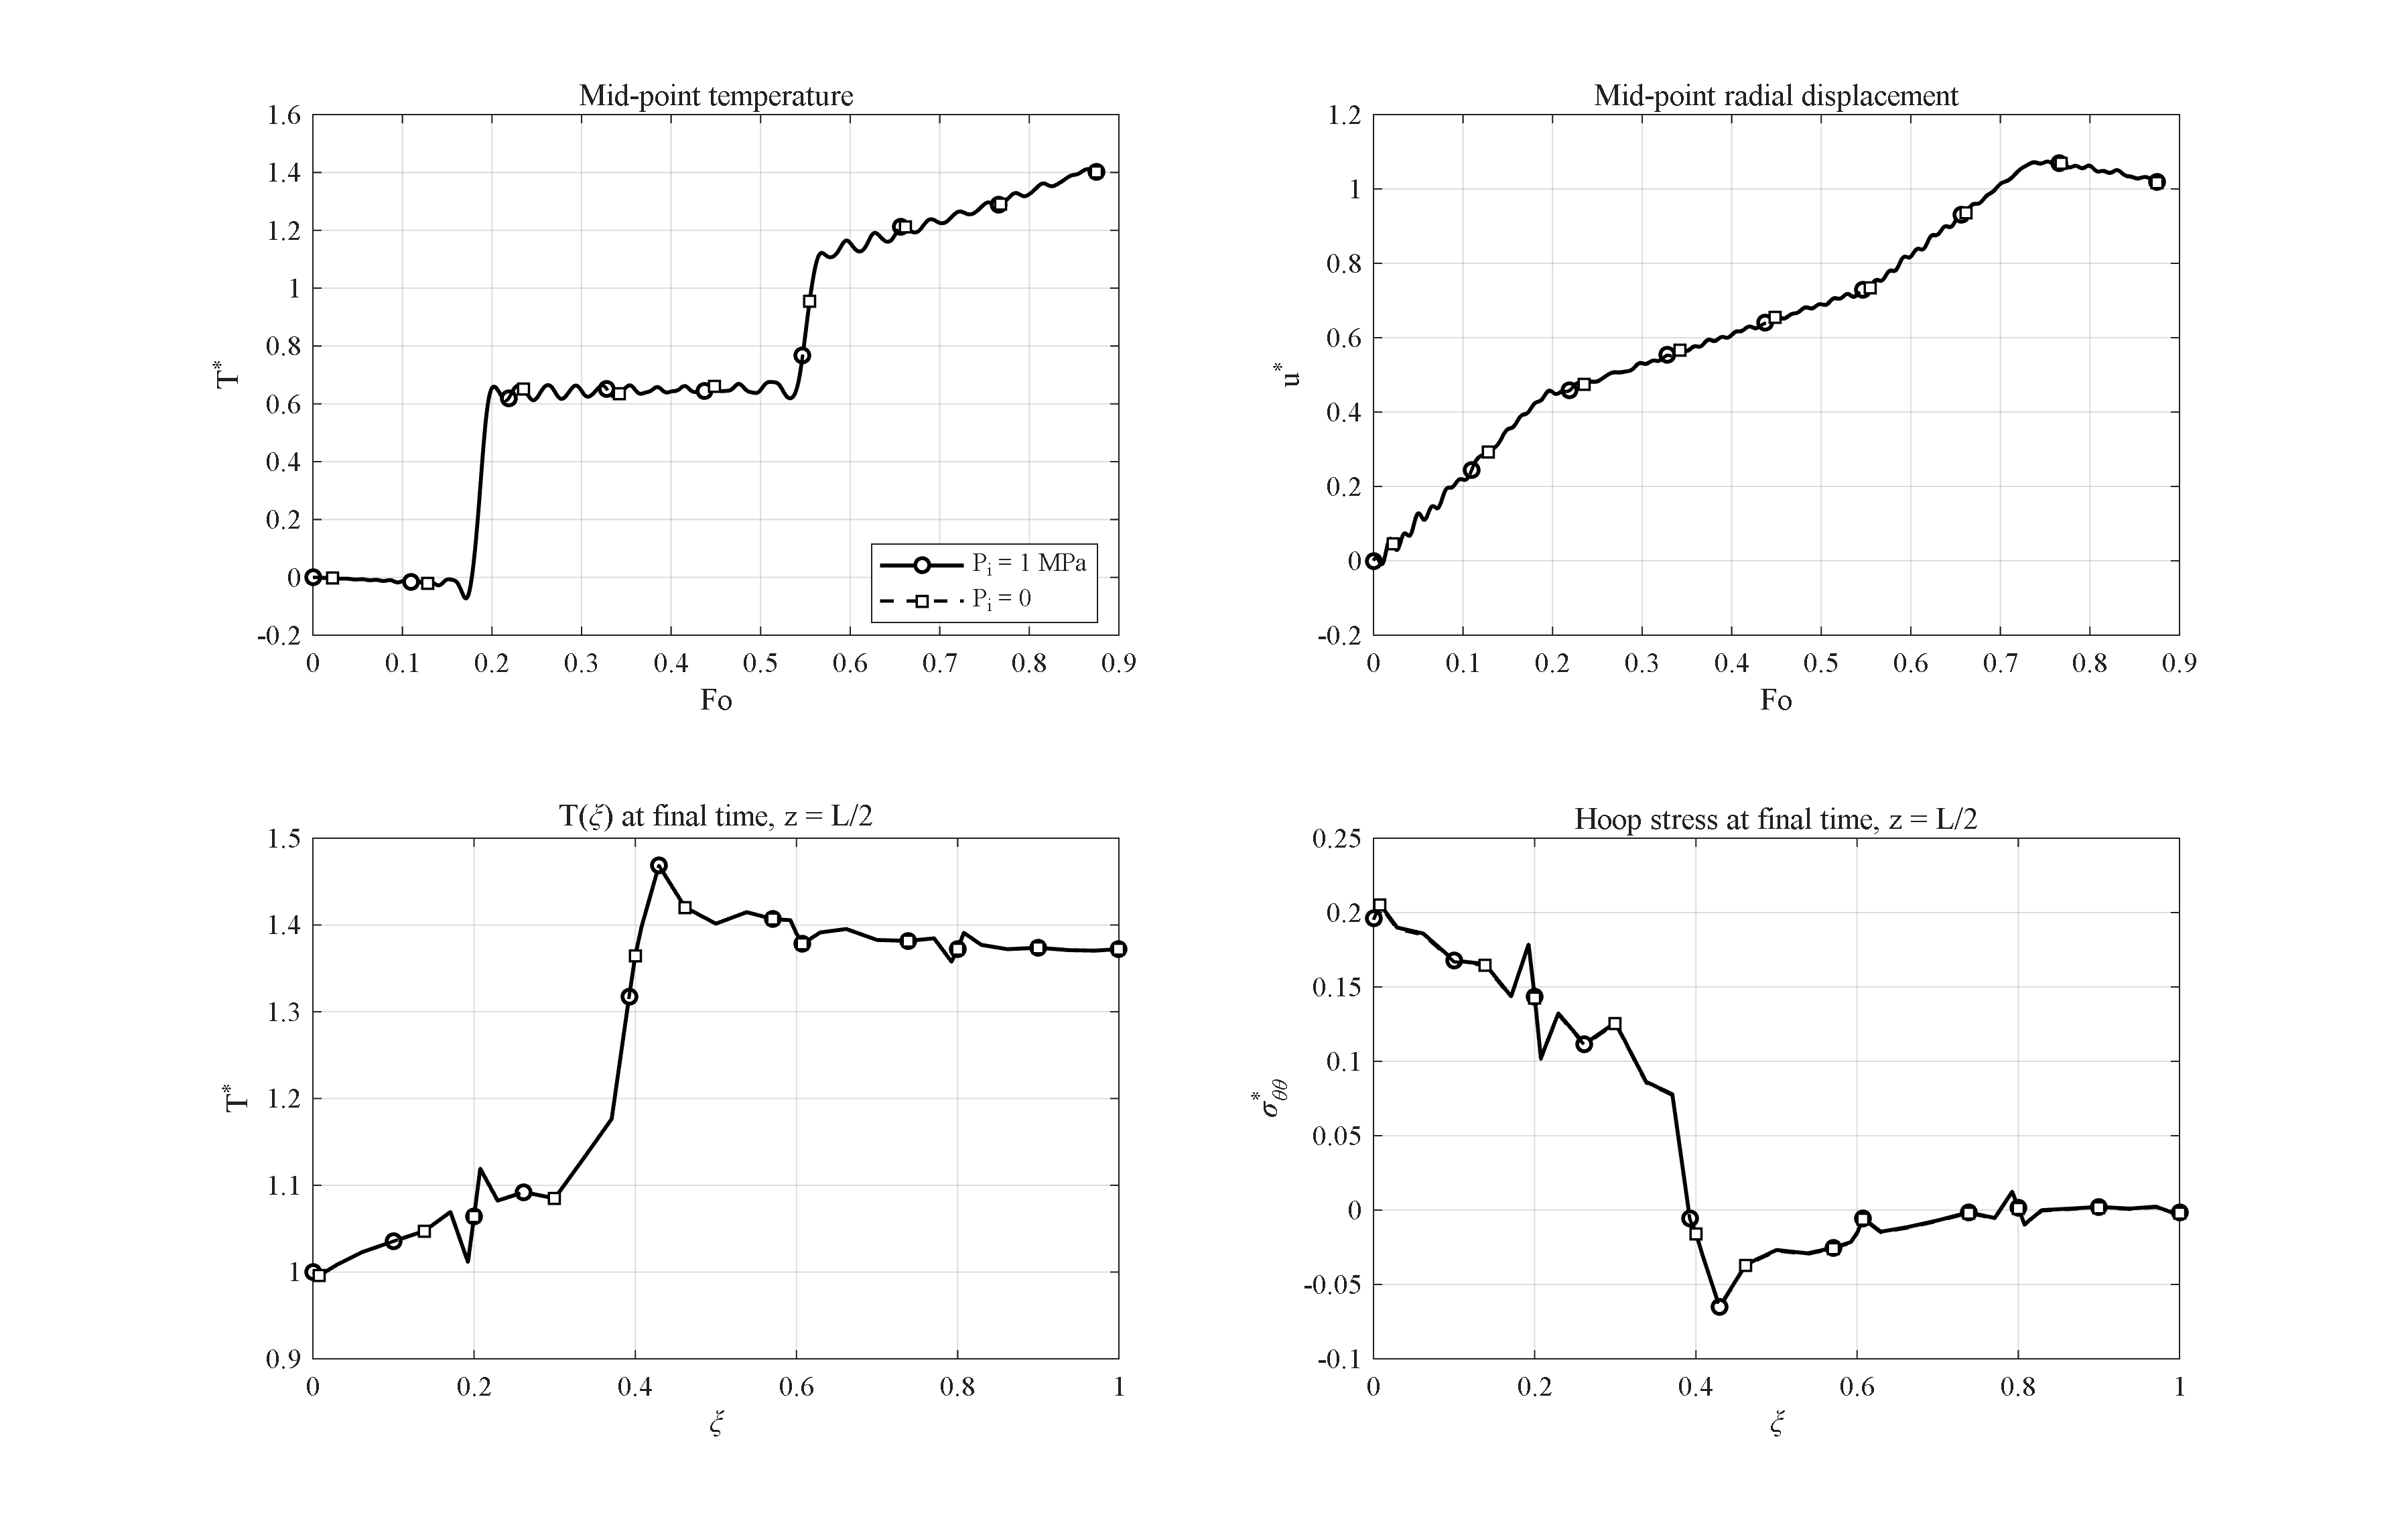 Mid-point temperature
1.6
1.4
1.2
1
0.8
0.6
0.4
0.2
0
-0.2
T*
0 0.1 0.2 0.3 0.4 0.5 0.6 0.7 0.8 0.9
Fo
Pi = 1 MPa
Pi = 0
Mid-point radial displacement
1.2
1
0.8
0.6
0.4
0.2
0
-0.2
u*
0 0.1 0.2 0.3 0.4 0.5 0.6 0.7 0.8 0.9
Fo
T(ξ) at final time, z = L/2
1.5
1.4
1.3
1.2
1.1
1
0.9
T*
0 0.2 0.4 0.6 0.8 1
ξ
Hoop stress at final time, z = L/2
0.25
0.2
0.15
0.1
0.05
0
-0.05
-0.1
σ*θθ
0 0.2 0.4 0.6 0.8 1
ξ